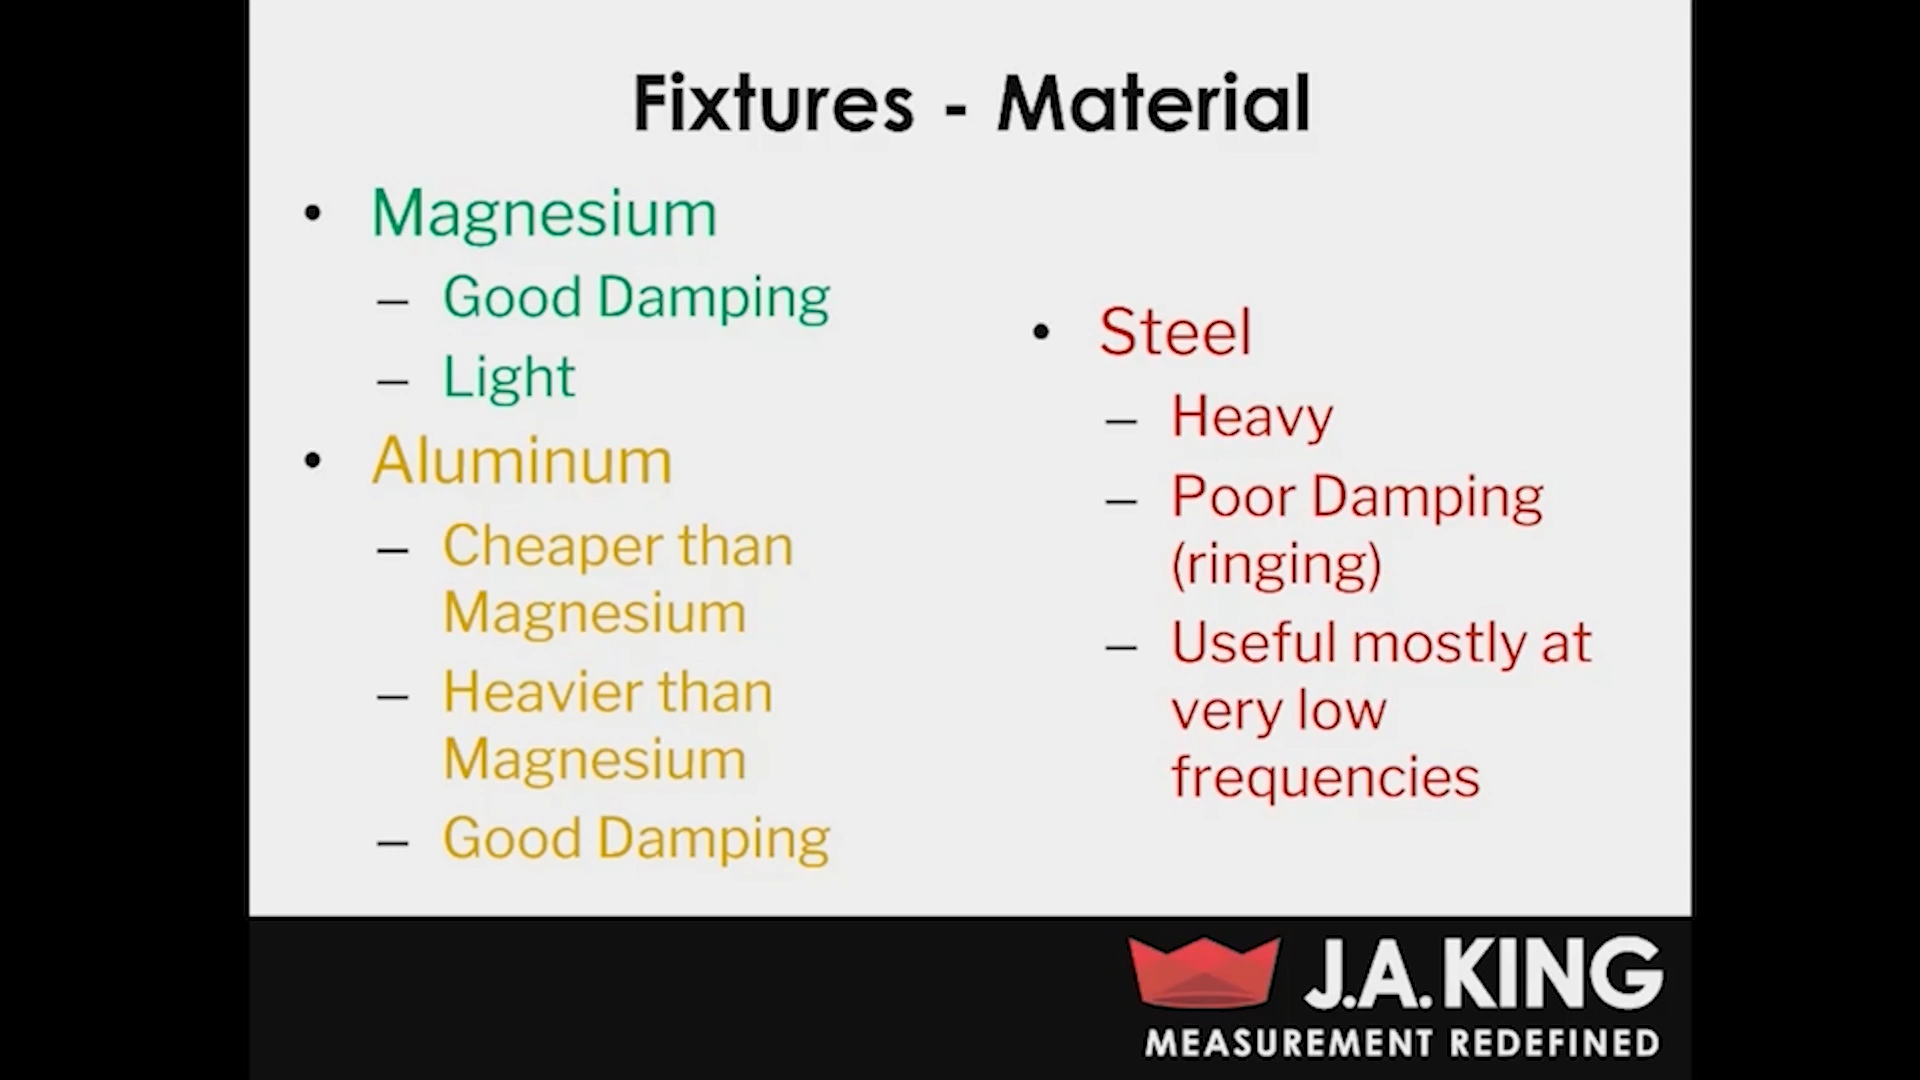 Fixtures - Material
• Magnesium
– Good Damping
– Light
• Aluminum
– Cheaper than
Magnesium
– Heavier than
Magnesium
– Good Damping
• Steel
– Heavy
– Poor Damping
(ringing)
– Useful mostly at
very low
frequencies
J.A. KING
MEASUREMENT REDEFINED